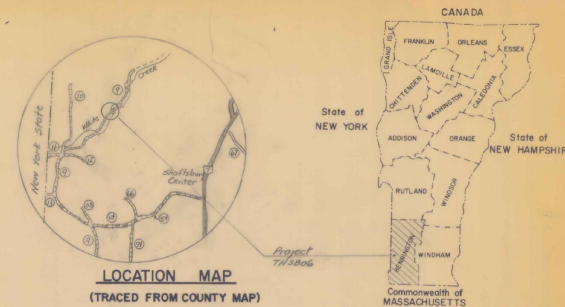 CANADA
GRAND ISLE
FRANKLIN
ORLEANS
ESSEX
LAMOILLE
CHITTENDEN
CALEDONIA
WASHINGTON
State of
NEW YORK
ADDISON
ORANGE
State of
NEW HAMPSHIRE
RUTLAND
WINDSOR
BENNINGTON
WINDHAM
Commonwealth of
MASSACHUSETTS
New York State
White
Creek
Shaftsbury
Center
Project
TH3B06
LOCATION MAP
(TRACED FROM COUNTY MAP)